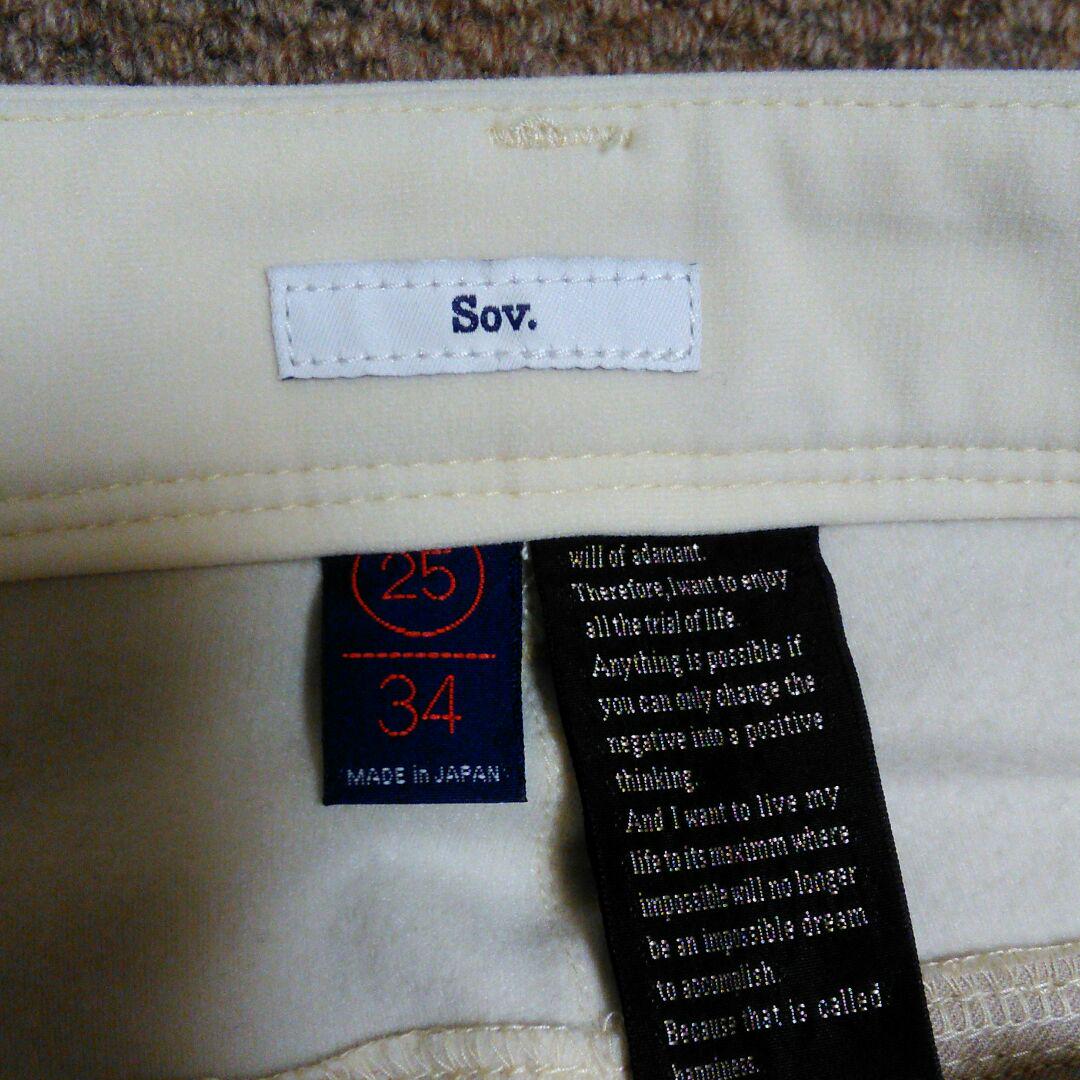 Sov.
25
34
MADE in JAPAN
will of adamant.
Therefore, I want to enjoy
all the trial of life.
Anything is possible if
you can only change the
negative into a positive
thinking.
And I want to live my
life to its maximum where
impossible will no longer
be an impossible dream
to accomplish.
Because that is called
happiness.